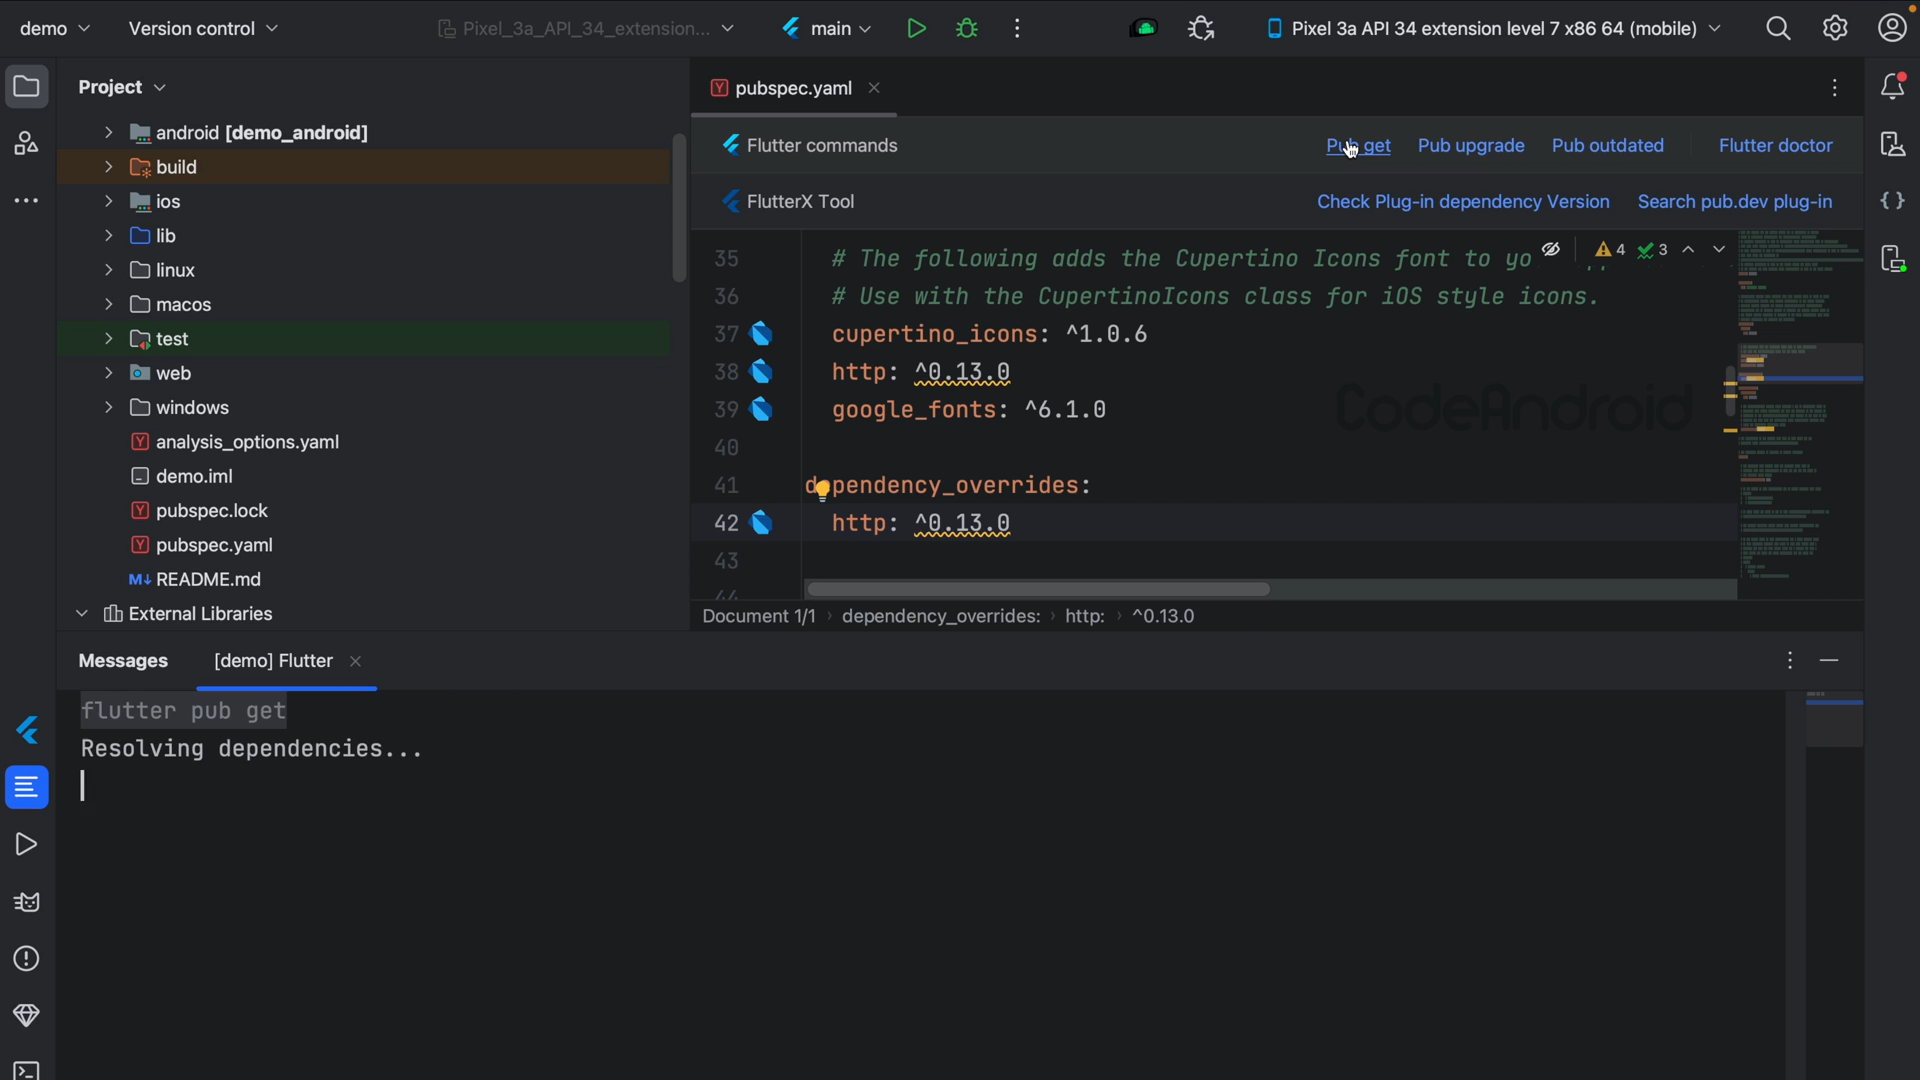 demo
Version control
Pixel_3a_API_34_extension...
main
Pixel 3a API 34 extension level 7 x86 64 (mobile)
Project
android [demo_android]
build
ios
lib
linux
macos
test
web
windows
analysis_options.yaml
demo.iml
pubspec.lock
pubspec.yaml
README.md
External Libraries
pubspec.yaml
Flutter commands
Pub get
Pub upgrade
Pub outdated
Flutter doctor
FlutterX Tool
Check Plug-in dependency Version
Search pub.dev plug-in
4
3
35 # The following adds the Cupertino Icons font to yo
36 # Use with the CupertinoIcons class for iOS style icons.
37 cupertino_icons: ^1.0.6
38 http: ^0.13.0
39 google_fonts: ^6.1.0
40
41 dependency_overrides:
42 http: ^0.13.0
43
44
CodeAndroid
Document 1/1 › dependency_overrides: › http: › ^0.13.0
Messages
[demo] Flutter
flutter pub get
Resolving dependencies...